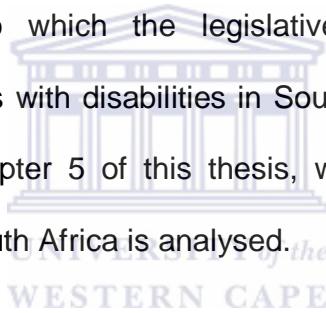 which the legislative
with disabilities in Sou
pter 5 of this thesis, w
uth Africa is analysed.
UNIVERSITY of the
WESTERN CAPE